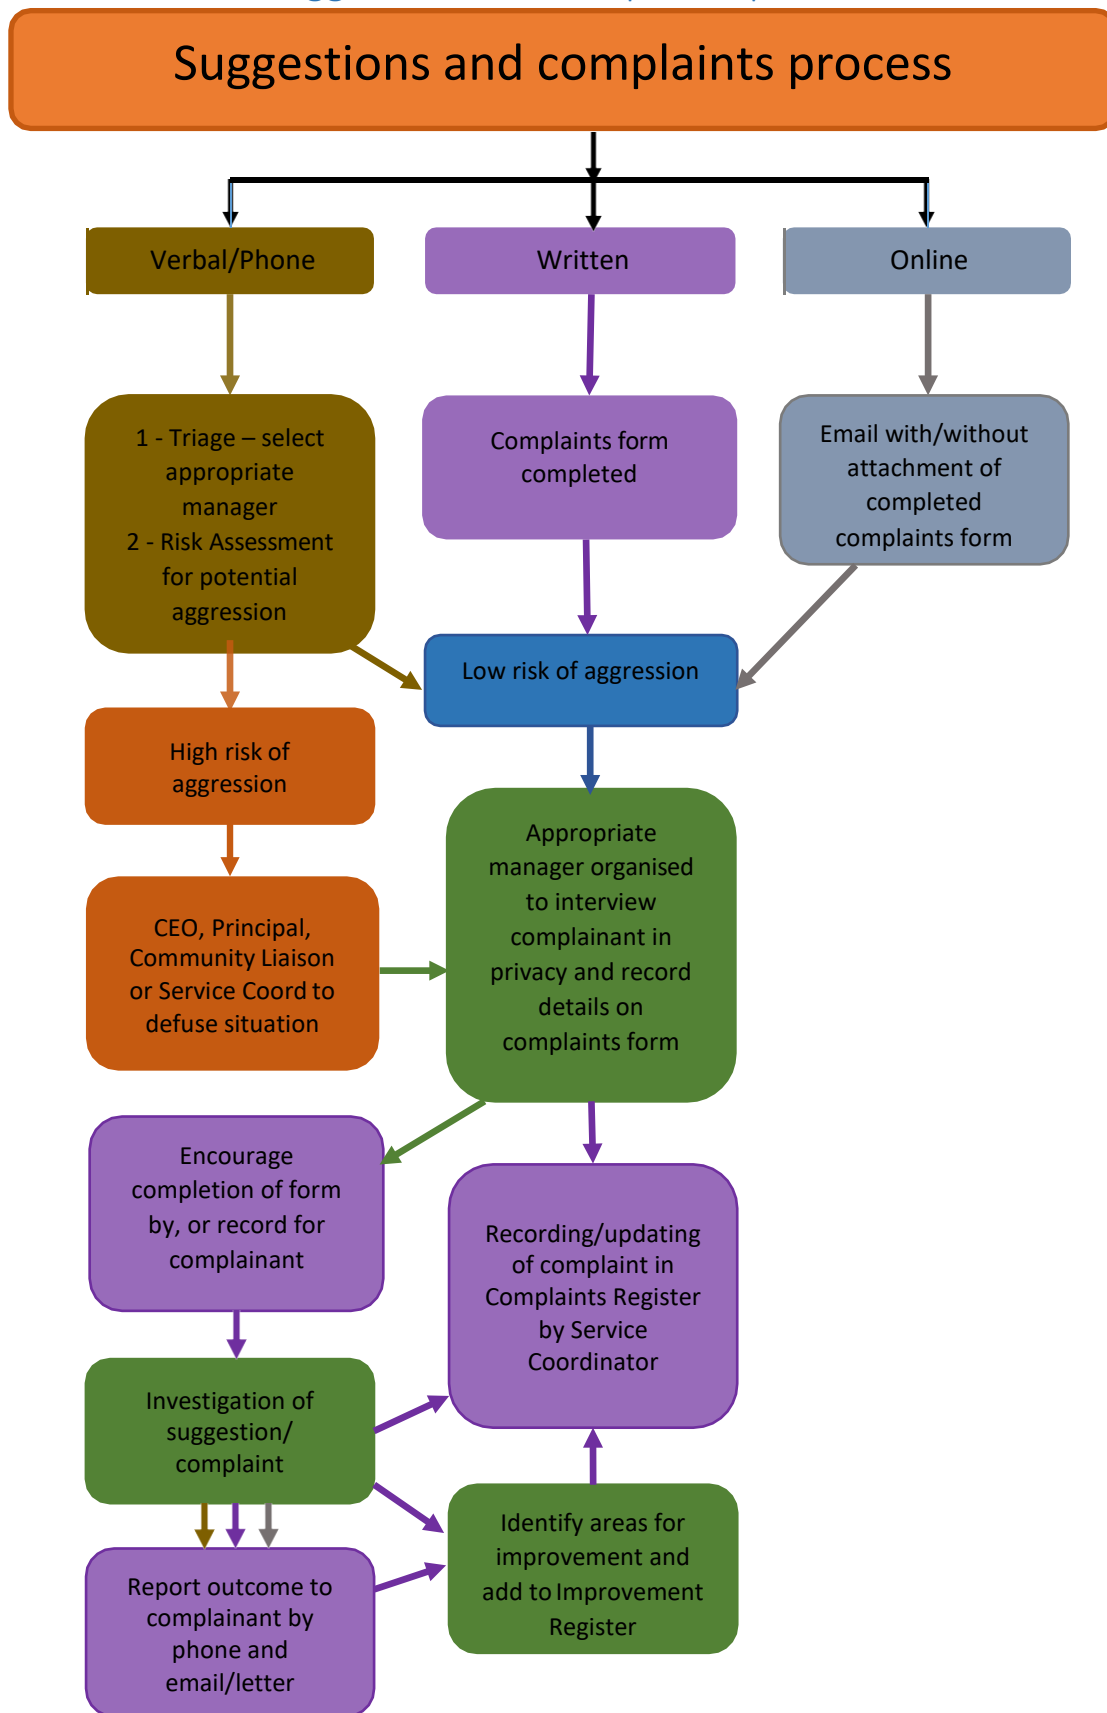 Suggestions and complaints process
Verbal/Phone
Written
Online
1 - Triage – select
appropriate
manager
2 - Risk Assessment
for potential
aggression
Complaints form
completed
Email with/without
attachment of
completed
complaints form
Low risk of aggression
High risk of
aggression
Appropriate
manager organised
to interview
complainant in
privacy and record
details on
complaints form
CEO, Principal,
Community Liaison
or Service Coord to
defuse situation
Encourage
completion of form
by, or record for
complainant
Recording/updating
of complaint in
Complaints Register
by Service
Coordinator
Investigation of
suggestion/
complaint
Identify areas for
improvement and
add to Improvement
Register
Report outcome to
complainant by
phone and
email/letter